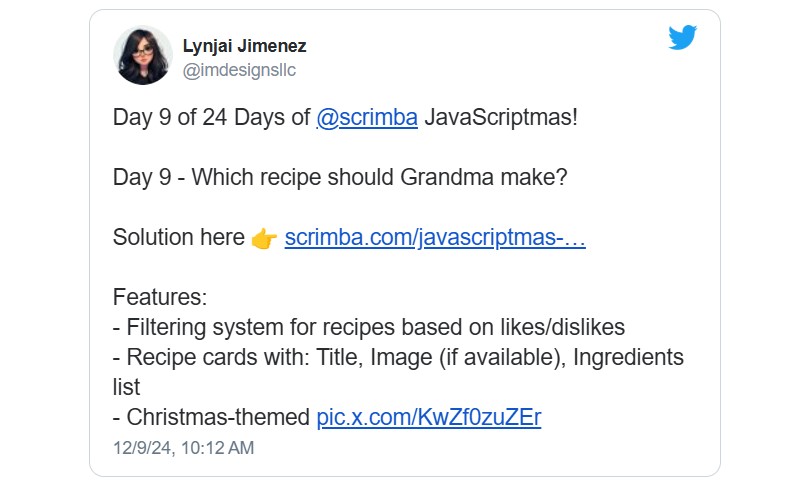 Lynjai Jimenez
@imdesignsllc
Day 9 of 24 Days of @scrimba JavaScriptmas!
Day 9 - Which recipe should Grandma make?
Solution here 👉 scrimba.com/javascriptmas-…
Features:
- Filtering system for recipes based on likes/dislikes
- Recipe cards with: Title, Image (if available), Ingredients
list
- Christmas-themed pic.x.com/KwZf0zuZEr
12/9/24, 10:12 AM